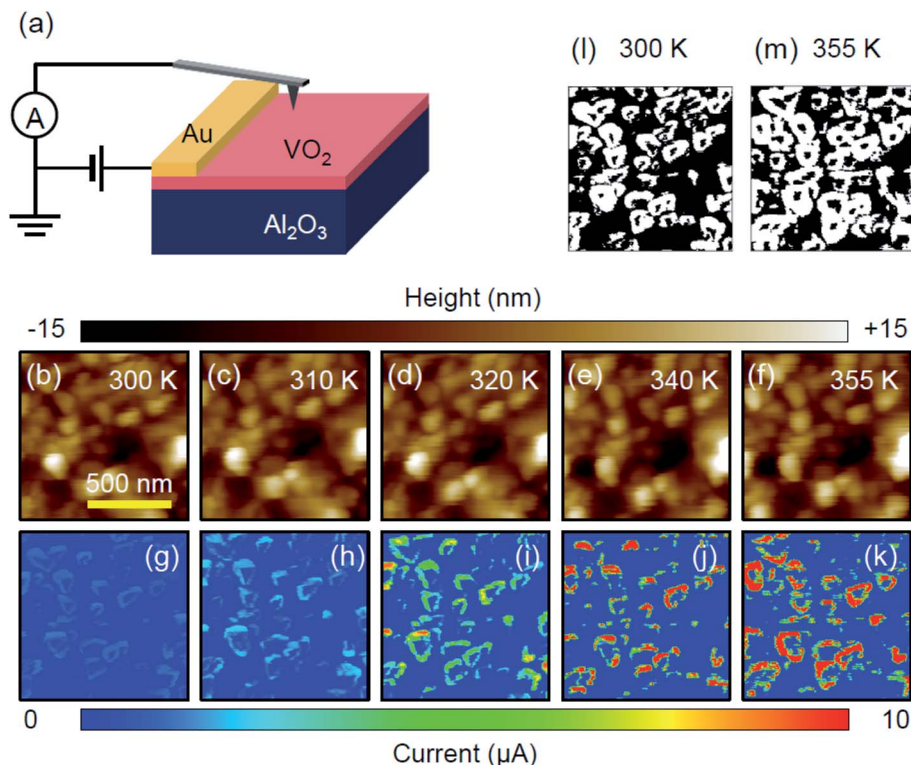 (a)
A
Au
VO₂
Al₂O₃
(l) 300 K
(m) 355 K
Height (nm)
-15 +15
(b) 300 K
(c) 310 K
(d) 320 K
(e) 340 K
(f) 355 K
500 nm
(g)
(h)
(i)
(j)
(k)
0 10
Current (μA)